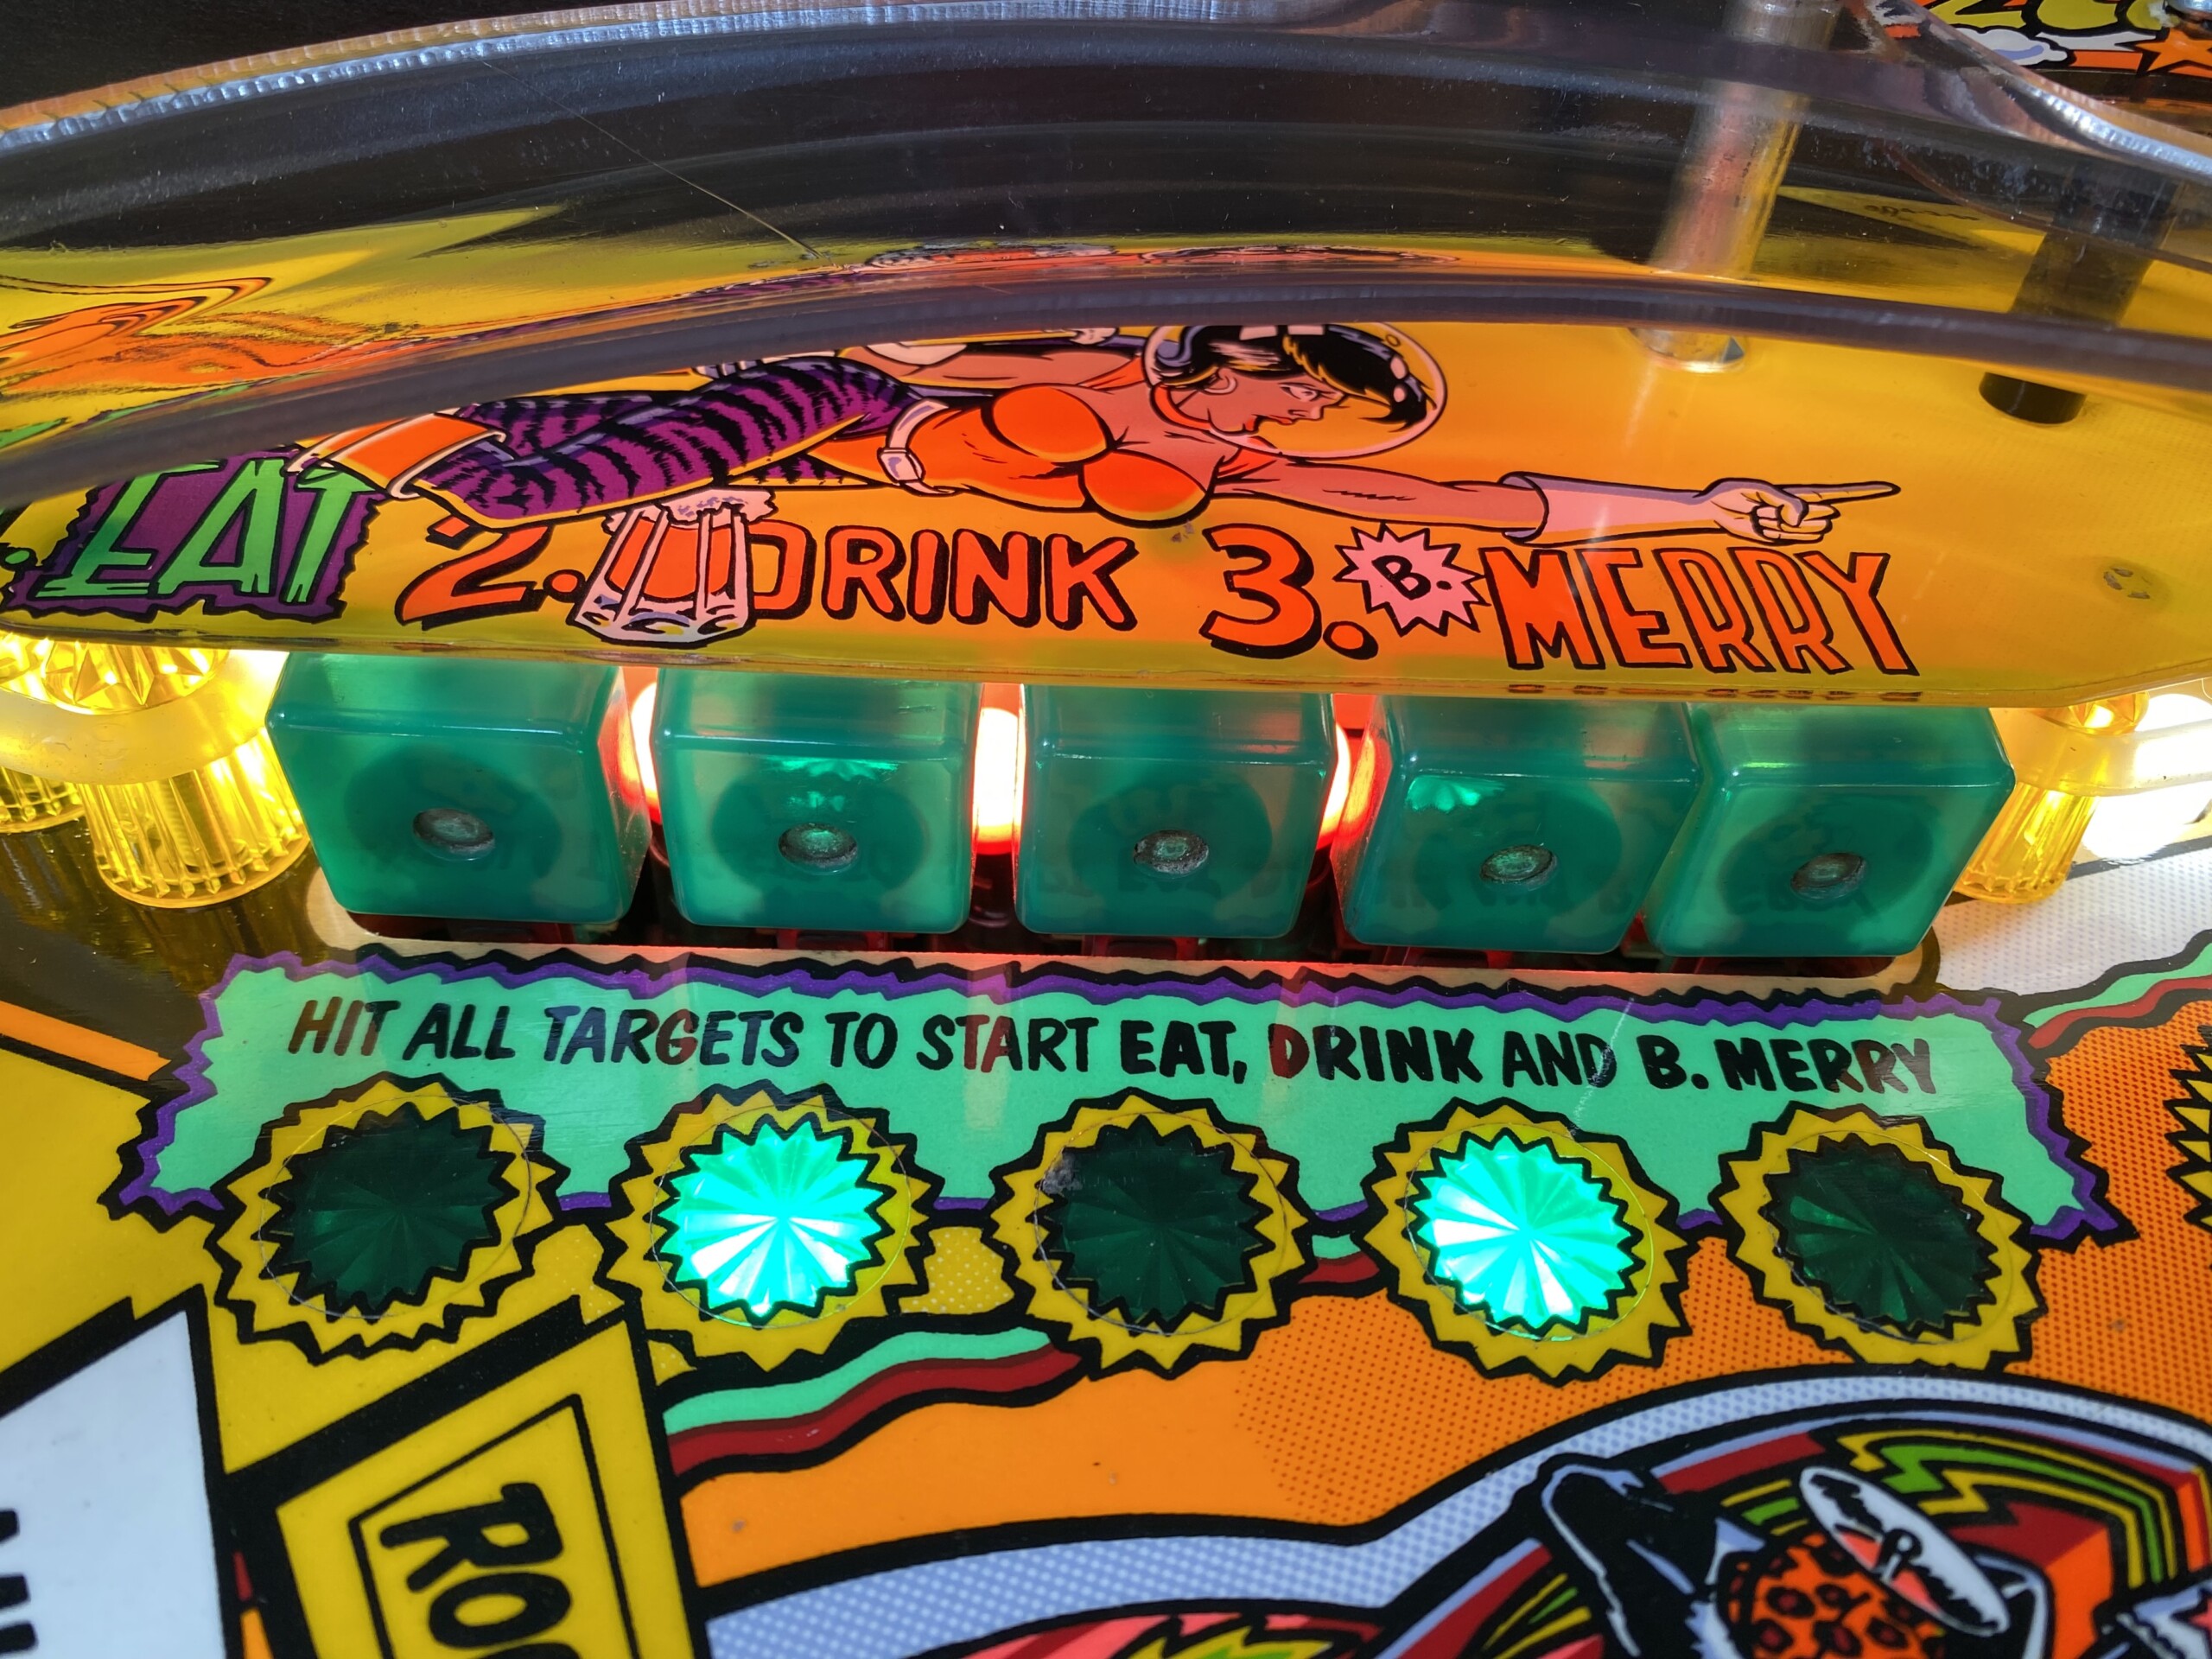 EAT 2. DRINK 3. B. MERRY
HIT ALL TARGETS TO START EAT, DRINK AND B. MERRY